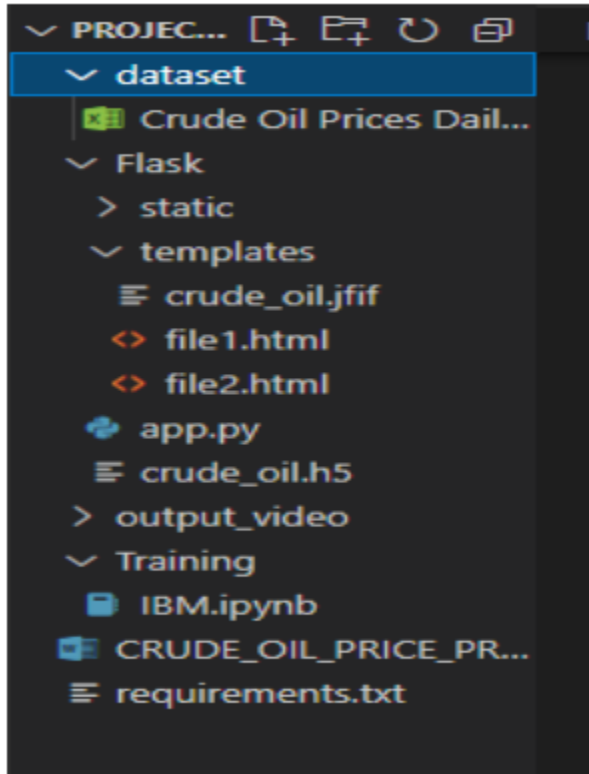 PROJEC...
dataset
Crude Oil Prices Dail...
Flask
static
templates
crude_oil.jfif
file1.html
file2.html
app.py
crude_oil.h5
output_video
Training
IBM.ipynb
CRUDE_OIL_PRICE_PR...
requirements.txt